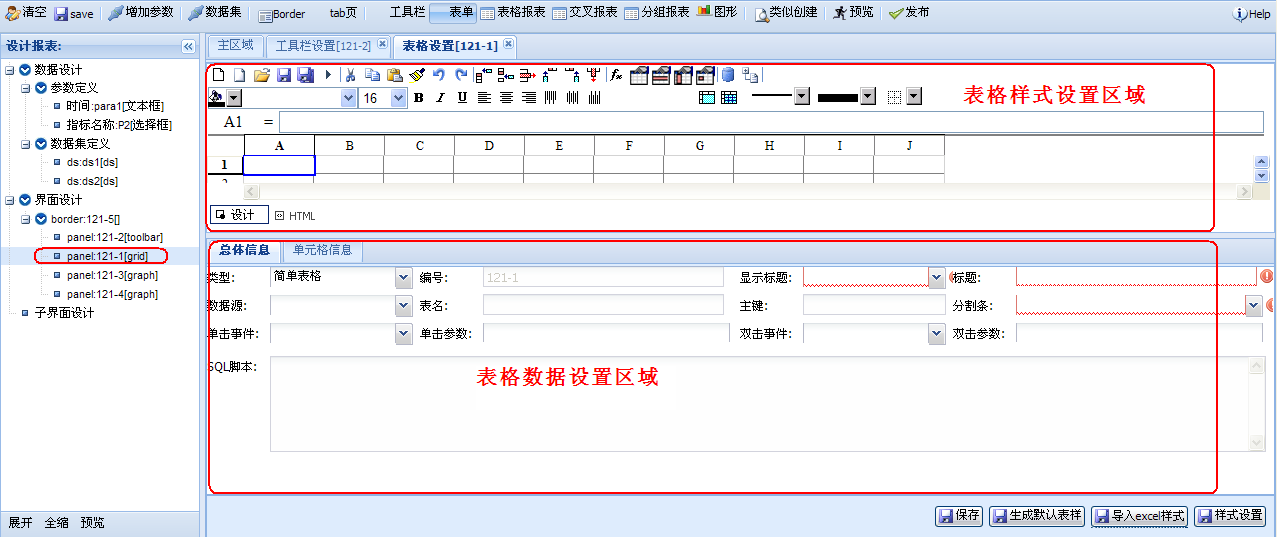 清空 save 增加参数 数据集 Border tab页 工具栏 表单 表格报表 交叉报表 分组报表 图形 类似创建 预览 发布 Help
设计报表:
主区域 工具栏设置[121-2] 表格设置[121-1]
数据设计
参数定义
时间:para1[文本框]
指标名称:P2[选择框]
数据集定义
ds:ds1[ds]
ds:ds2[ds]
界面设计
border:121-5[]
panel:121-2[toolbar]
panel:121-1[grid]
panel:121-3[graph]
panel:121-4[graph]
子界面设计
展开 全缩 预览
fx
16 B I U
表格样式设置区域
A1 =
A B C D E F G H I J
1
设计 HTML
总体信息 单元格信息
类型: 简单表格 编号: 121-1 显示标题: 标题:
数据源: 表名: 主键: 分割条:
单击事件: 单击参数: 双击事件: 双击参数:
SQL脚本:
表格数据设置区域
保存 生成默认表样 导入excel样式 样式设置